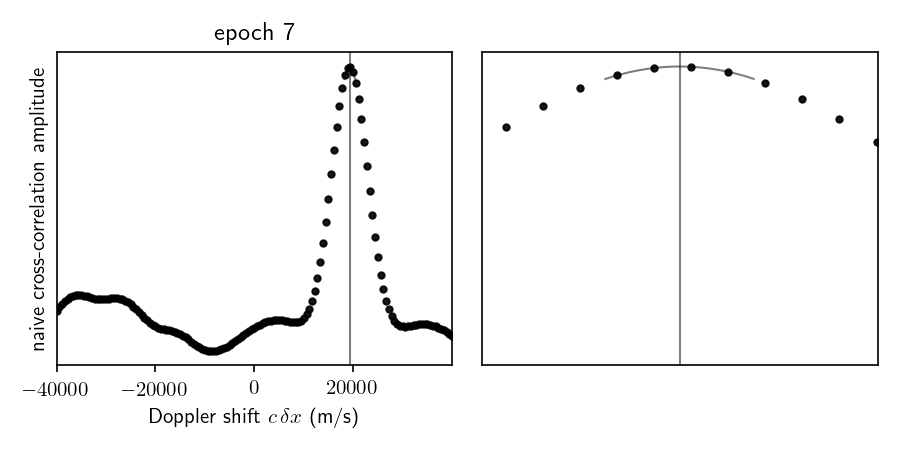 epoch 7
naive cross-correlation amplitude
−40000 −20000 0 20000
Doppler shift c δx (m/s)